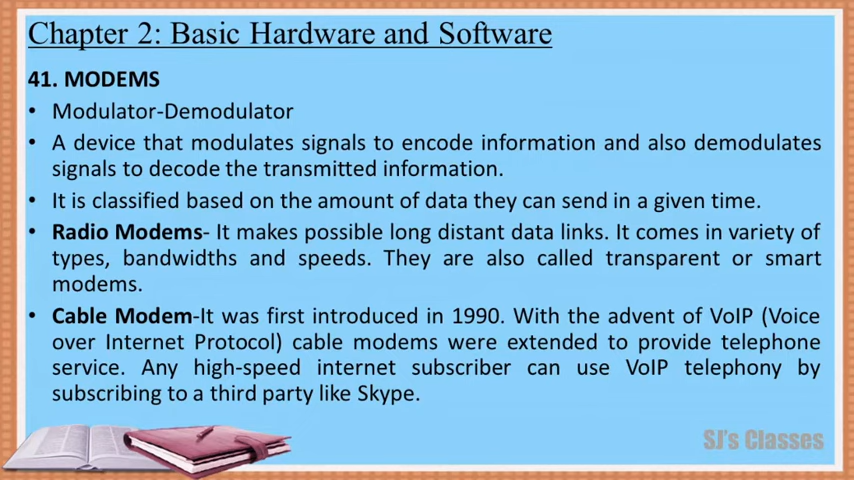 Chapter 2: Basic Hardware and Software
41. MODEMS
• Modulator-Demodulator
• A device that modulates signals to encode information and also demodulates
signals to decode the transmitted information.
• It is classified based on the amount of data they can send in a given time.
• Radio Modems- It makes possible long distant data links. It comes in variety of
types, bandwidths and speeds. They are also called transparent or smart
modems.
• Cable Modem-It was first introduced in 1990. With the advent of VoIP (Voice
over Internet Protocol) cable modems were extended to provide telephone
service. Any high-speed internet subscriber can use VoIP telephony by
subscribing to a third party like Skype.
SJ's Classes